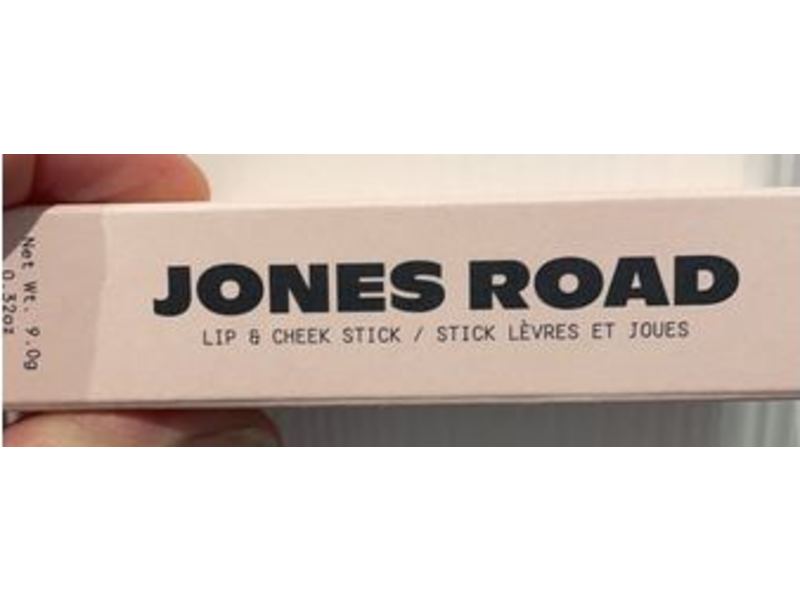 JONES ROAD
LIP & CHEEK STICK / STICK LÈVRES ET JOUES
Net Wt. 9.0g
0.32oz